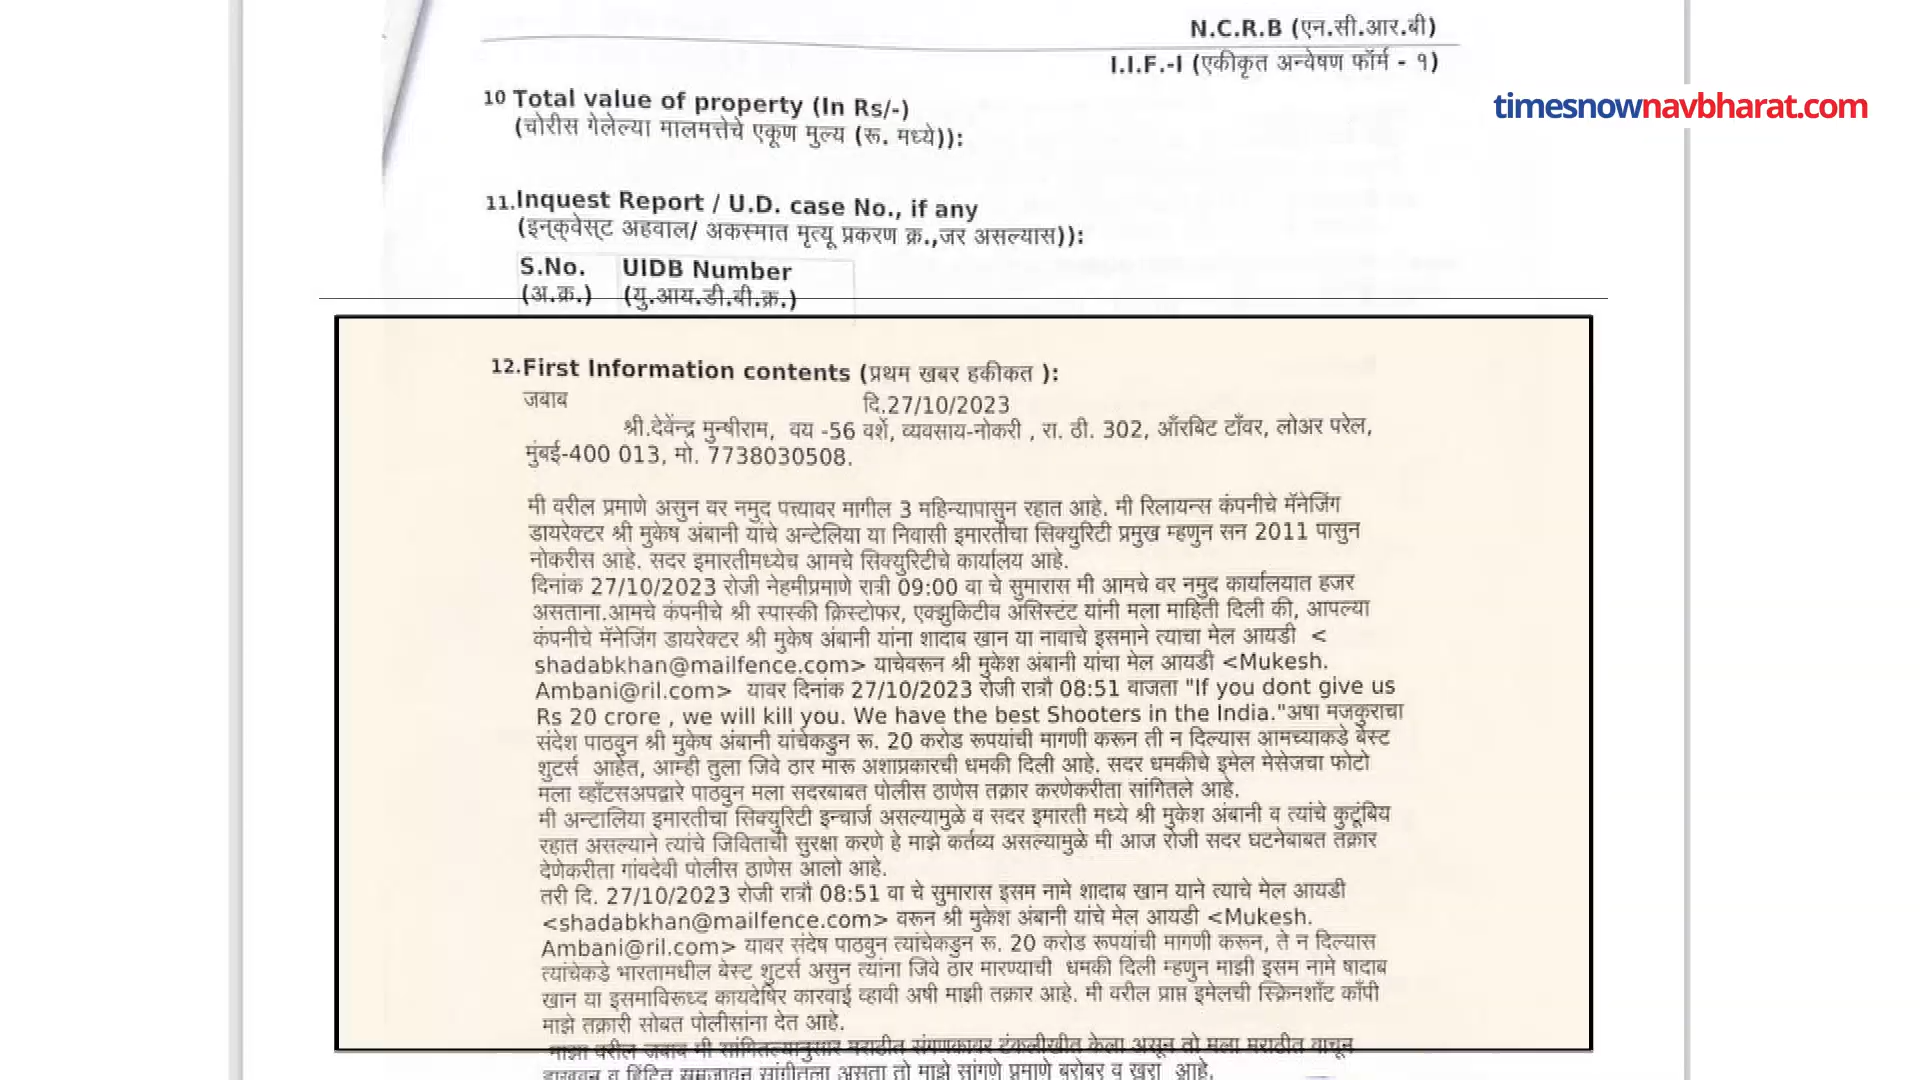 N.C.R.B (एन.सी.आर.बी)
I.I.F.-I (एकीकृत अन्वेषण फॉर्म - १)
timesnownavbharat.com
10 Total value of property (In Rs/-)
(चोरीस गेलेल्या मालमत्तेचे एकूण मुल्य (रू. मध्ये)):
11. Inquest Report / U.D. case No., if any
(इन्क्वेस्ट अहवाल/ अकस्मात मृत्यू प्रकरण क्र.,जर असल्यास)):
S.No. UIDB Number
(अ.क्र.) (यु.आय.डी.बी.क्र.)
12. First Information contents (प्रथम खबर हकीकत ):
जबाब दि.27/10/2023
श्री.देवेंन्द्र मुन्षीराम, वय -56 वर्शे, व्यवसाय-नोकरी , रा. ठी. 302, ऑरबिट टॉवर, लोअर परेल,
मुंबई-400 013, मो. 7738030508.
मी वरील प्रमाणे असुन वर नमुद पत्त्यावर मागील 3 महिन्यापासुन रहात आहे. मी रिलायन्स कंपनीचे मॅनेजिंग
डायरेक्टर श्री मुकेष अंबानी यांचे अन्टेलिया या निवासी इमारतीचा सिक्युरिटी प्रमुख म्हणुन सन 2011 पासुन
नोकरीस आहे. सदर इमारतीमध्येच आमचे सिक्युरिटीचे कार्यालय आहे.
दिनांक 27/10/2023 रोजी नेहमीप्रमाणे रात्री 09:00 वा चे सुमारास मी आमचे वर नमुद कार्यालयात हजर
असताना.आमचे कंपनीचे श्री स्पास्की क्रिस्टोफर, एक्झुकिटीव अॅसिस्टंट यांनी मला माहिती दिली की, आपल्या
कंपनीचे मॅनेजिंग डायरेक्टर श्री मुकेष अंबानी यांना शादाब खान या नावाचे इसमाने त्याचा मेल आयडी <
shadabkhan@mailfence.com> याचेवरून श्री मुकेश अंबानी यांचा मेल आयडी <Mukesh.
Ambani@ril.com> यावर दिनांक 27/10/2023 रोजी रात्रौ 08:51 वाजता "If you dont give us
Rs 20 crore , we will kill you. We have the best Shooters in the India."अषा मजकुराचा
संदेश पाठवुन श्री मुकेष अंबानी यांचेकडुन रू. 20 करोड रूपयांची मागणी करून ती न दिल्यास आमच्याकडे बेस्ट
शुटर्स आहेत, आम्ही तुला जिवे ठार मारू अशाप्रकारची धमकी दिली आहे. सदर धमकीचे इमेल मेसेजचा फोटो
मला व्हॉटसअपद्वारे पाठवुन मला सदरबाबत पोलीस ठाणेस तक्रार करणेकरीता सांगितले आहे.
मी अन्टालिया इमारतीचा सिक्युरिटी इन्चार्ज असल्यामुळे व सदर इमारती मध्ये श्री मुकेश अंबानी व त्यांचे कुटूंबिय
रहात असल्याने त्यांचे जिविताची सुरक्षा करणे हे माझे कर्तव्य असल्यामुळे मी आज रोजी सदर घटनेबाबत तक्रार
देणेकरीता गांवदेवी पोलीस ठाणेस आलो आहे.
तरी दि. 27/10/2023 रोजी रात्रौ 08:51 वा चे सुमारास इसम नामे शादाब खान याने त्याचे मेल आयडी
<shadabkhan@mailfence.com> वरून श्री मुकेश अंबानी यांचे मेल आयडी <Mukesh.
Ambani@ril.com> यावर संदेष पाठवुन त्यांचेकडुन रू. 20 करोड रूपयांची मागणी करून, ते न दिल्यास
त्यांचेकडे भारतामधील बेस्ट शुटर्स असुन त्यांना जिवे ठार मारण्याची धमकी दिली म्हणुन माझी इसम नामे षादाब
खान या इसमाविरूध्द कायदेषिर कारवाई व्हावी अषी माझी तक्रार आहे. मी वरील प्राप्त इमेलची स्क्रिनशॉट कॉपी
माझे तक्रारी सोबत पोलीसांना देत आहे.
माझा वरील जबाब मी सांगितल्यानुसार मराठीत संगणकावर टंकलीखीत केला असून तो मला मराठीत वाचून
दाखवून व हिंदित समजावून सांगीतला असता तो माझे सांगणे प्रमाणे बरोबर व खरा आहे.